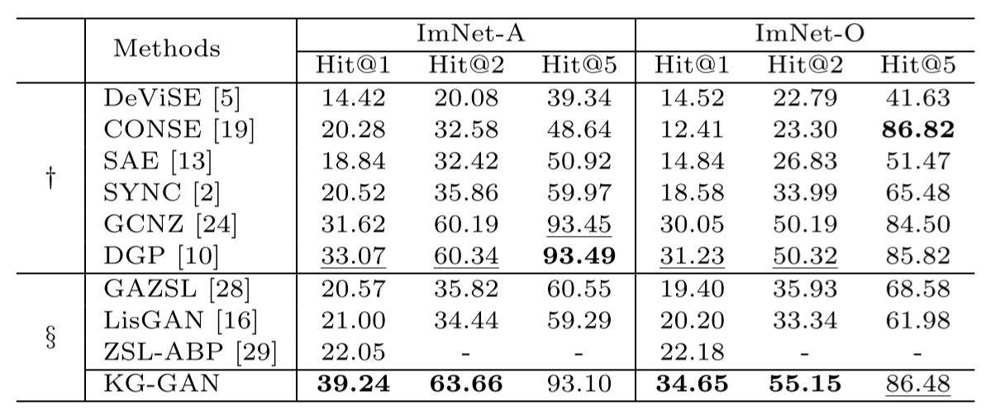 Methods ImNet-A ImNet-O
Hit@1 Hit@2 Hit@5 Hit@1 Hit@2 Hit@5
† DeViSE [5] 14.42 20.08 39.34 14.52 22.79 41.63
CONSE [19] 20.28 32.58 48.64 12.41 23.30 86.82
SAE [13] 18.84 32.42 50.92 14.84 26.83 51.47
SYNC [2] 20.52 35.86 59.97 18.58 33.99 65.48
GCNZ [24] 31.62 60.19 93.45 30.05 50.19 84.50
DGP [10] 33.07 60.34 93.49 31.23 50.32 85.82
§ GAZSL [28] 20.57 35.82 60.55 19.40 35.93 68.58
LisGAN [16] 21.00 34.44 59.29 20.20 33.34 61.98
ZSL-ABP [29] 22.05 - - 22.18 - -
KG-GAN 39.24 63.66 93.10 34.65 55.15 86.48